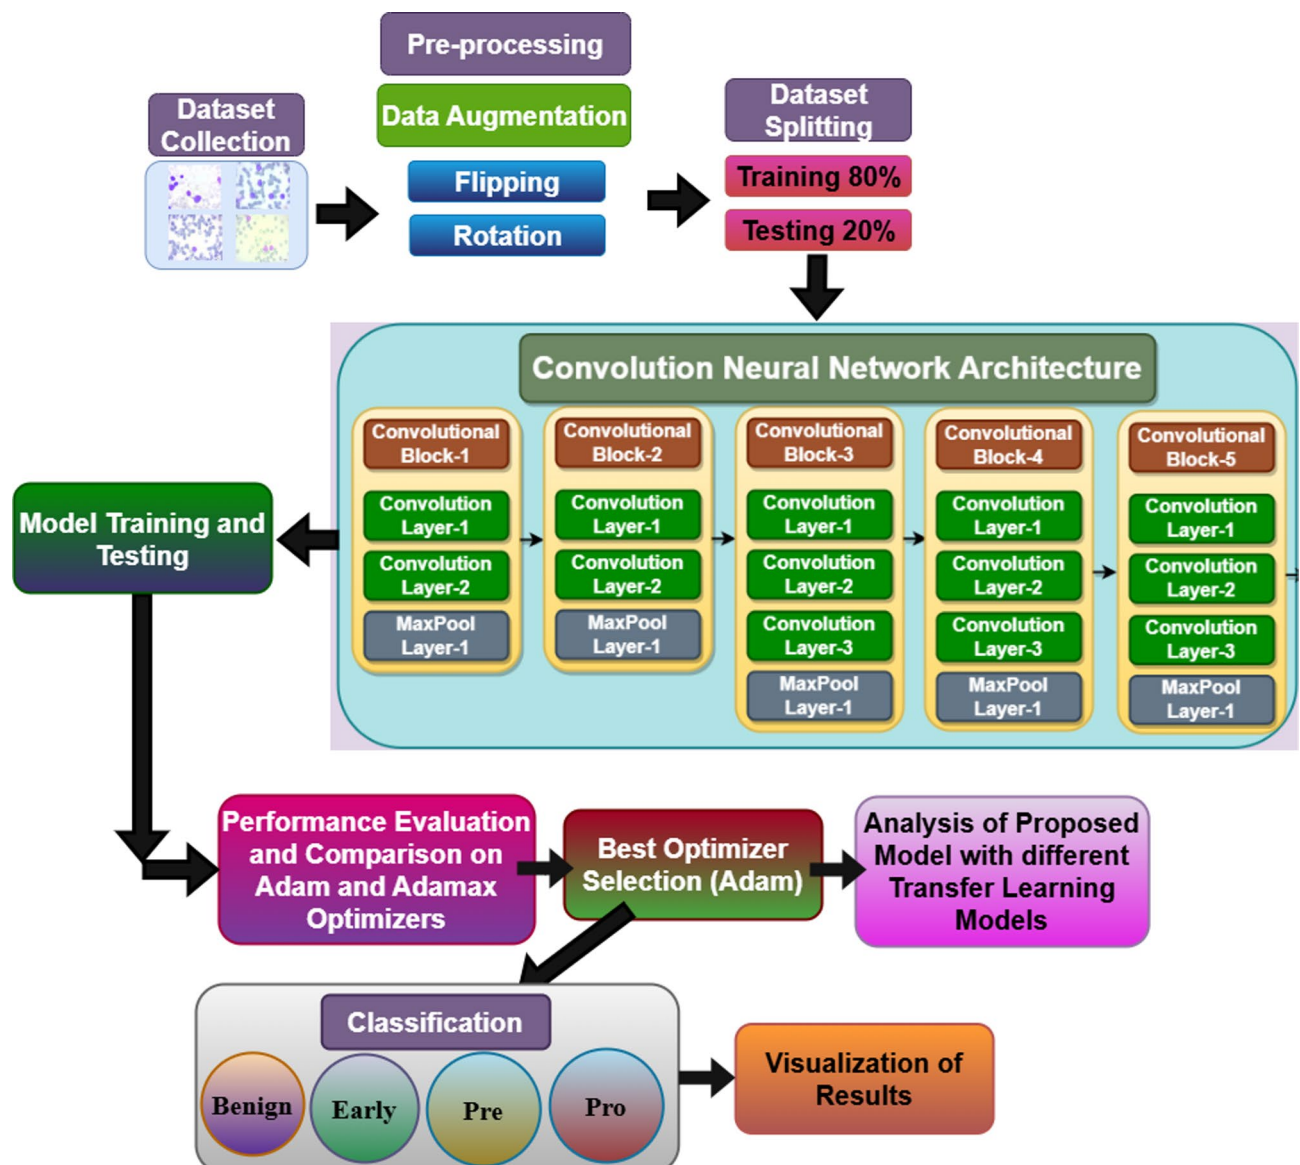 Dataset
Collection
Pre-processing
Data Augmentation
Flipping
Rotation
Dataset
Splitting
Training 80%
Testing 20%
Convolution Neural Network Architecture
Convolutional
Block-1
Convolution
Layer-1
Convolution
Layer-2
MaxPool
Layer-1
Convolutional
Block-2
Convolution
Layer-1
Convolution
Layer-2
MaxPool
Layer-1
Convolutional
Block-3
Convolution
Layer-1
Convolution
Layer-2
Convolution
Layer-3
MaxPool
Layer-1
Convolutional
Block-4
Convolution
Layer-1
Convolution
Layer-2
Convolution
Layer-3
MaxPool
Layer-1
Convolutional
Block-5
Convolution
Layer-1
Convolution
Layer-2
Convolution
Layer-3
MaxPool
Layer-1
Model Training and
Testing
Performance Evaluation
and Comparison on
Adam and Adamax
Optimizers
Best Optimizer
Selection (Adam)
Analysis of Proposed
Model with different
Transfer Learning
Models
Classification
Benign
Early
Pre
Pro
Visualization of
Results